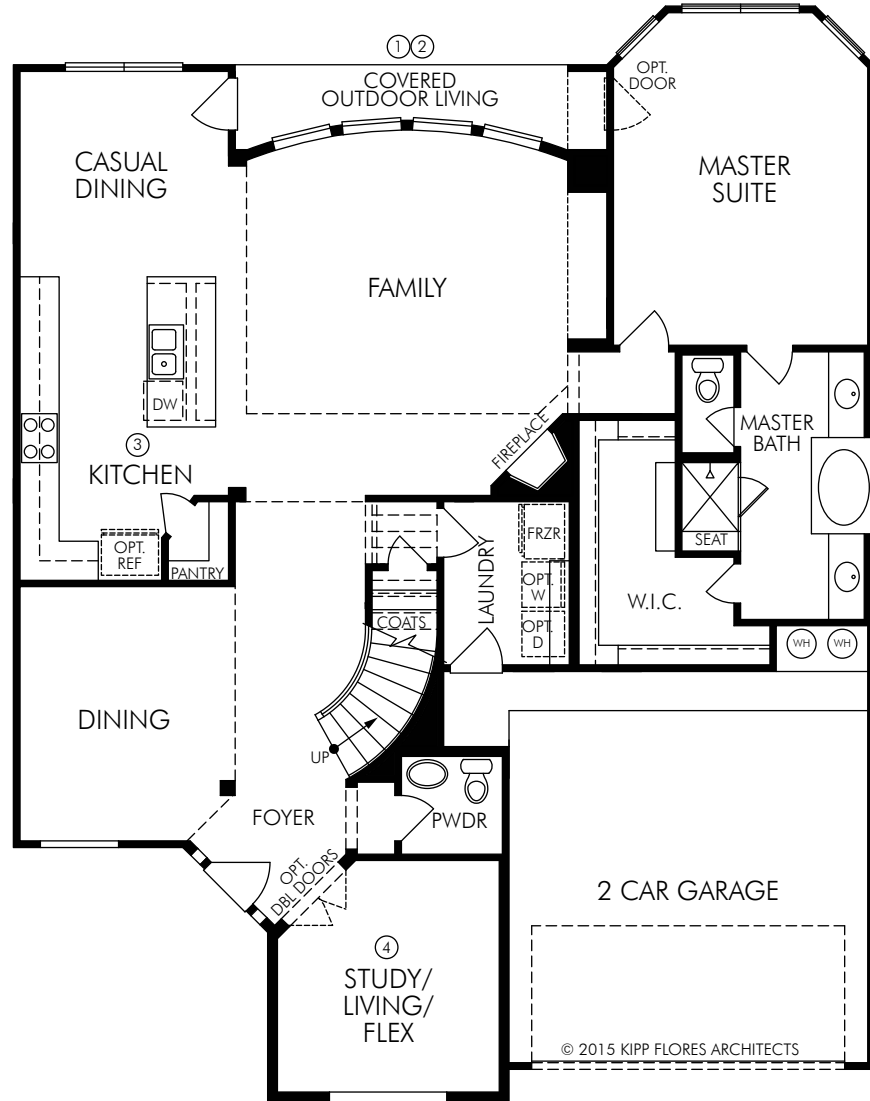 1 2
COVERED
OUTDOOR LIVING
OPT.
DOOR
CASUAL
DINING
MASTER
SUITE
FAMILY
DW
3
KITCHEN
FIREPLACE
MASTER
BATH
OPT.
REF
PANTRY
LAUNDRY
FRZR
OPT.
W
OPT.
D
SEAT
W.I.C.
COATS
WH WH
DINING
UP
FOYER
PWDR
OPT.
DBL DOORS
2 CAR GARAGE
4
STUDY/
LIVING/
FLEX
© 2015 KIPP FLORES ARCHITECTS